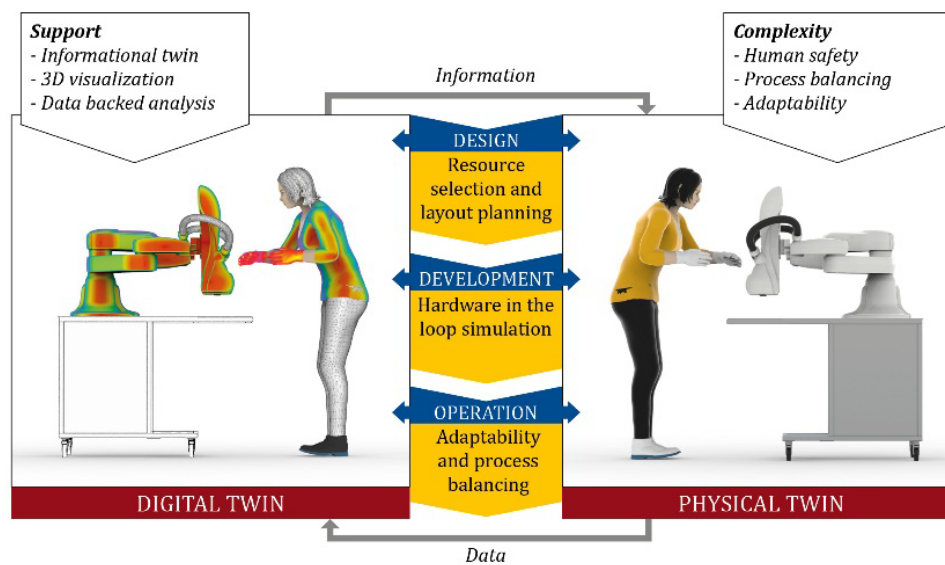 Support
- Informational twin
- 3D visualization
- Data backed analysis
Information
Complexity
- Human safety
- Process balancing
- Adaptability
DESIGN
Resource
selection and
layout planning
DEVELOPMENT
Hardware in the
loop simulation
OPERATION
Adaptability
and process
balancing
DIGITAL TWIN
PHYSICAL TWIN
Data